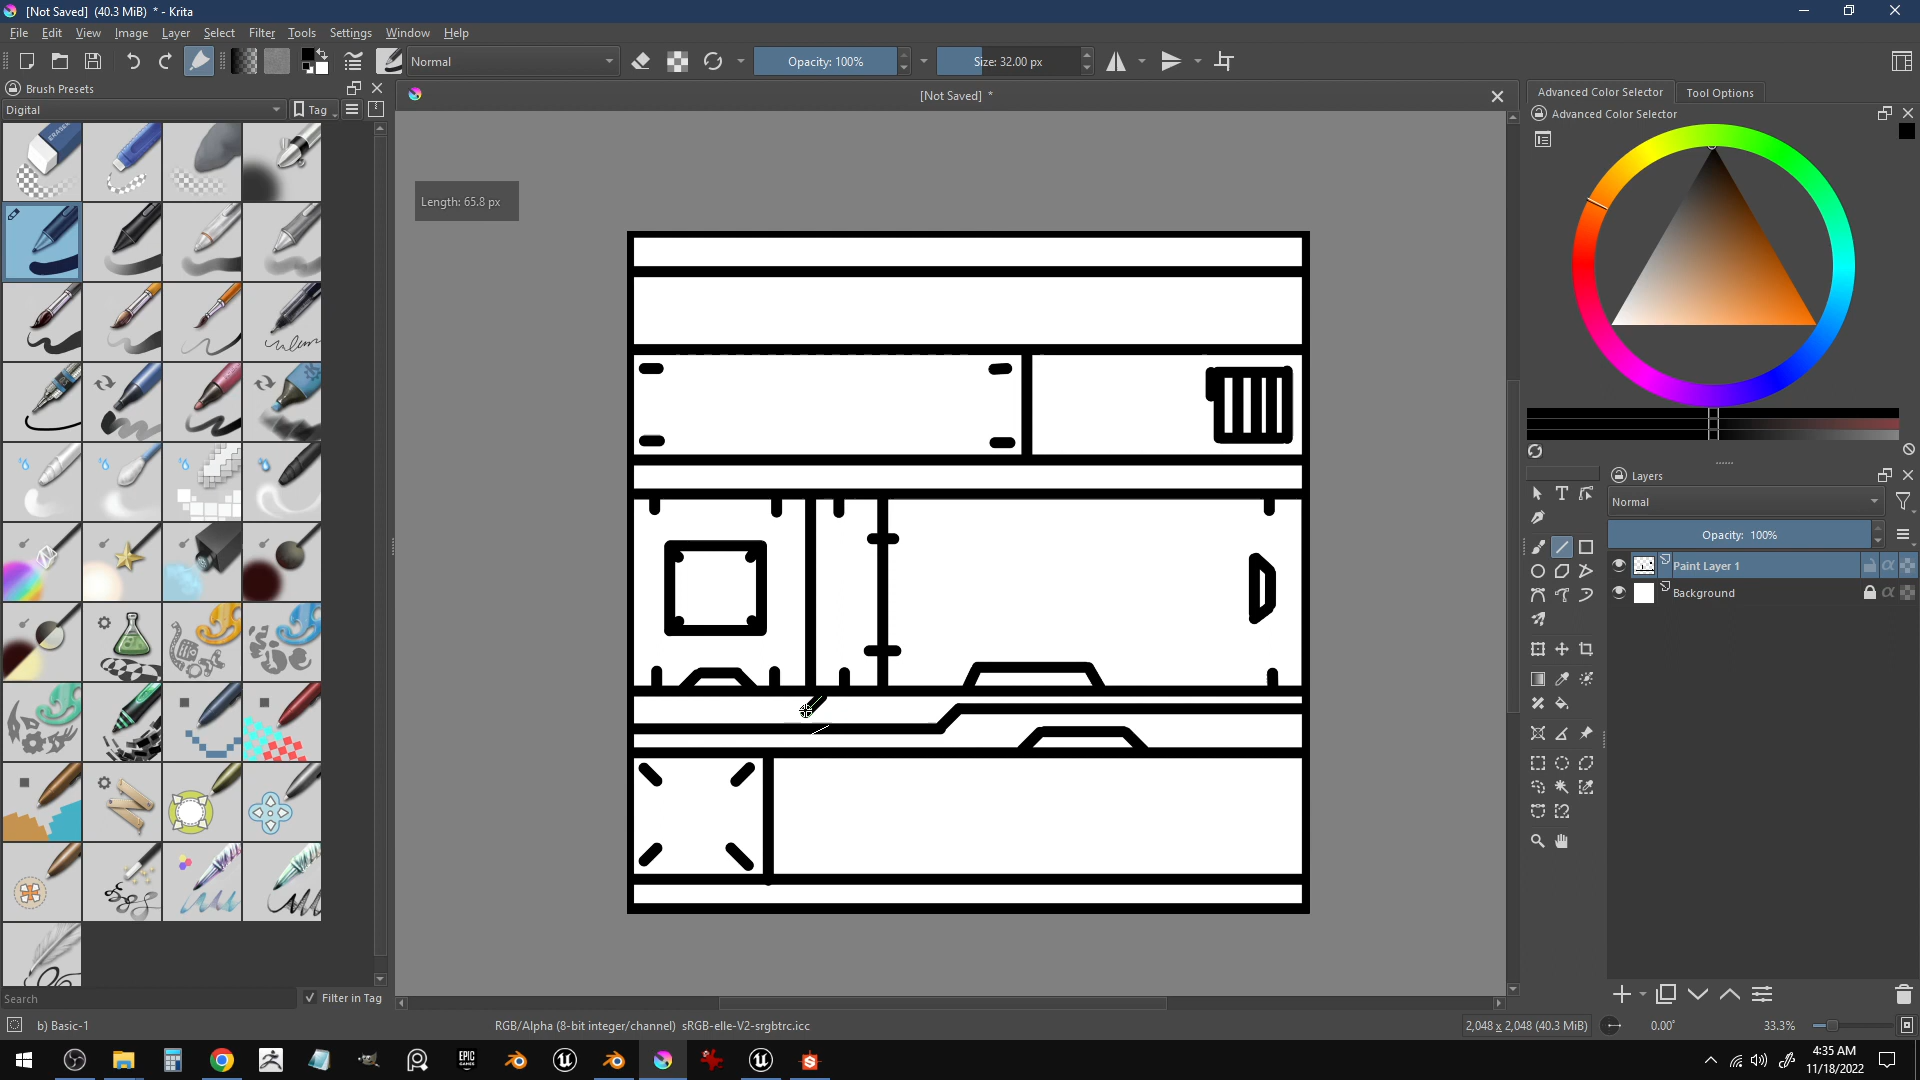 [Not Saved]  (40.3 MiB)  * - Krita
File Edit View Image Layer Select Filter Tools Settings Window Help
Normal
Opacity: 100%
Size: 32.00 px
Brush Presets
[Not Saved]  *
Advanced Color Selector
Tool Options
Digital
Tag
Advanced Color Selector
ERASER
Length: 65.8 px
Layers
Normal
Opacity:  100%
Paint Layer 1
Background
Search
Filter in Tag
b) Basic-1
RGB/Alpha (8-bit integer/channel)  sRGB-elle-V2-srgbtrc.icc
2,048 x 2,048 (40.3 MiB)
0.00°
33.3%
EPIC
GAMES
4:35 AM
11/18/2022